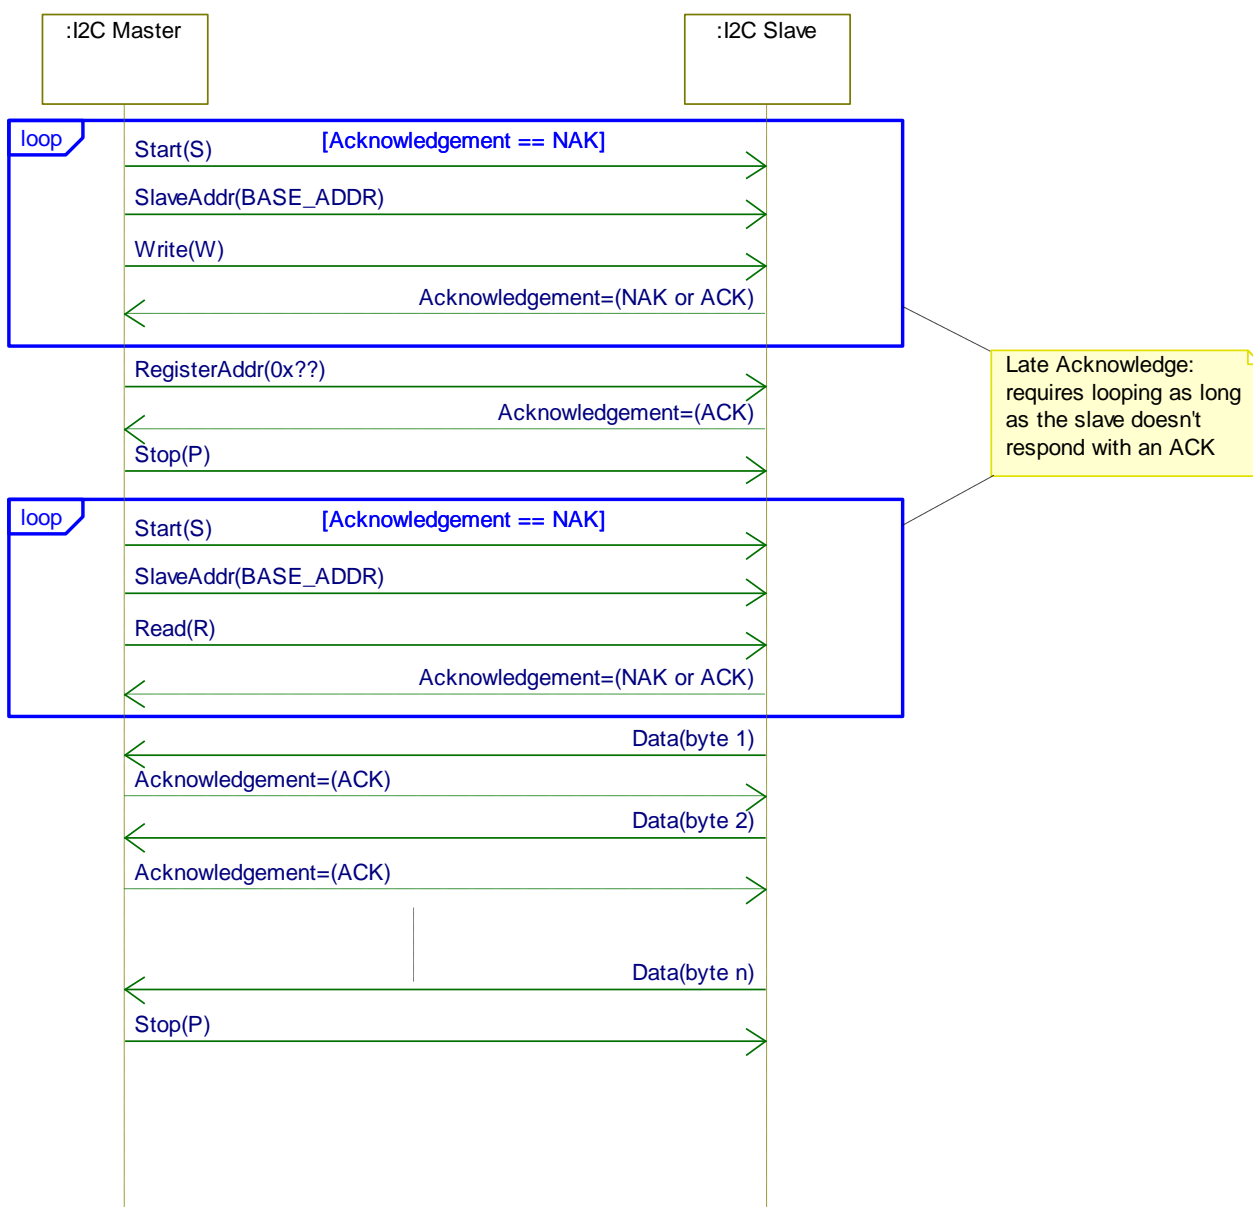 :I2C Master
:I2C Slave
loop
[Acknowledgement == NAK]
Start(S)
SlaveAddr(BASE_ADDR)
Write(W)
Acknowledgement=(NAK or ACK)
RegisterAddr(0x??)
Late Acknowledge:
requires looping as long
as the slave doesn't
respond with an ACK
Acknowledgement=(ACK)
Stop(P)
loop
[Acknowledgement == NAK]
Start(S)
SlaveAddr(BASE_ADDR)
Read(R)
Acknowledgement=(NAK or ACK)
Data(byte 1)
Acknowledgement=(ACK)
Data(byte 2)
Acknowledgement=(ACK)
Data(byte n)
Stop(P)